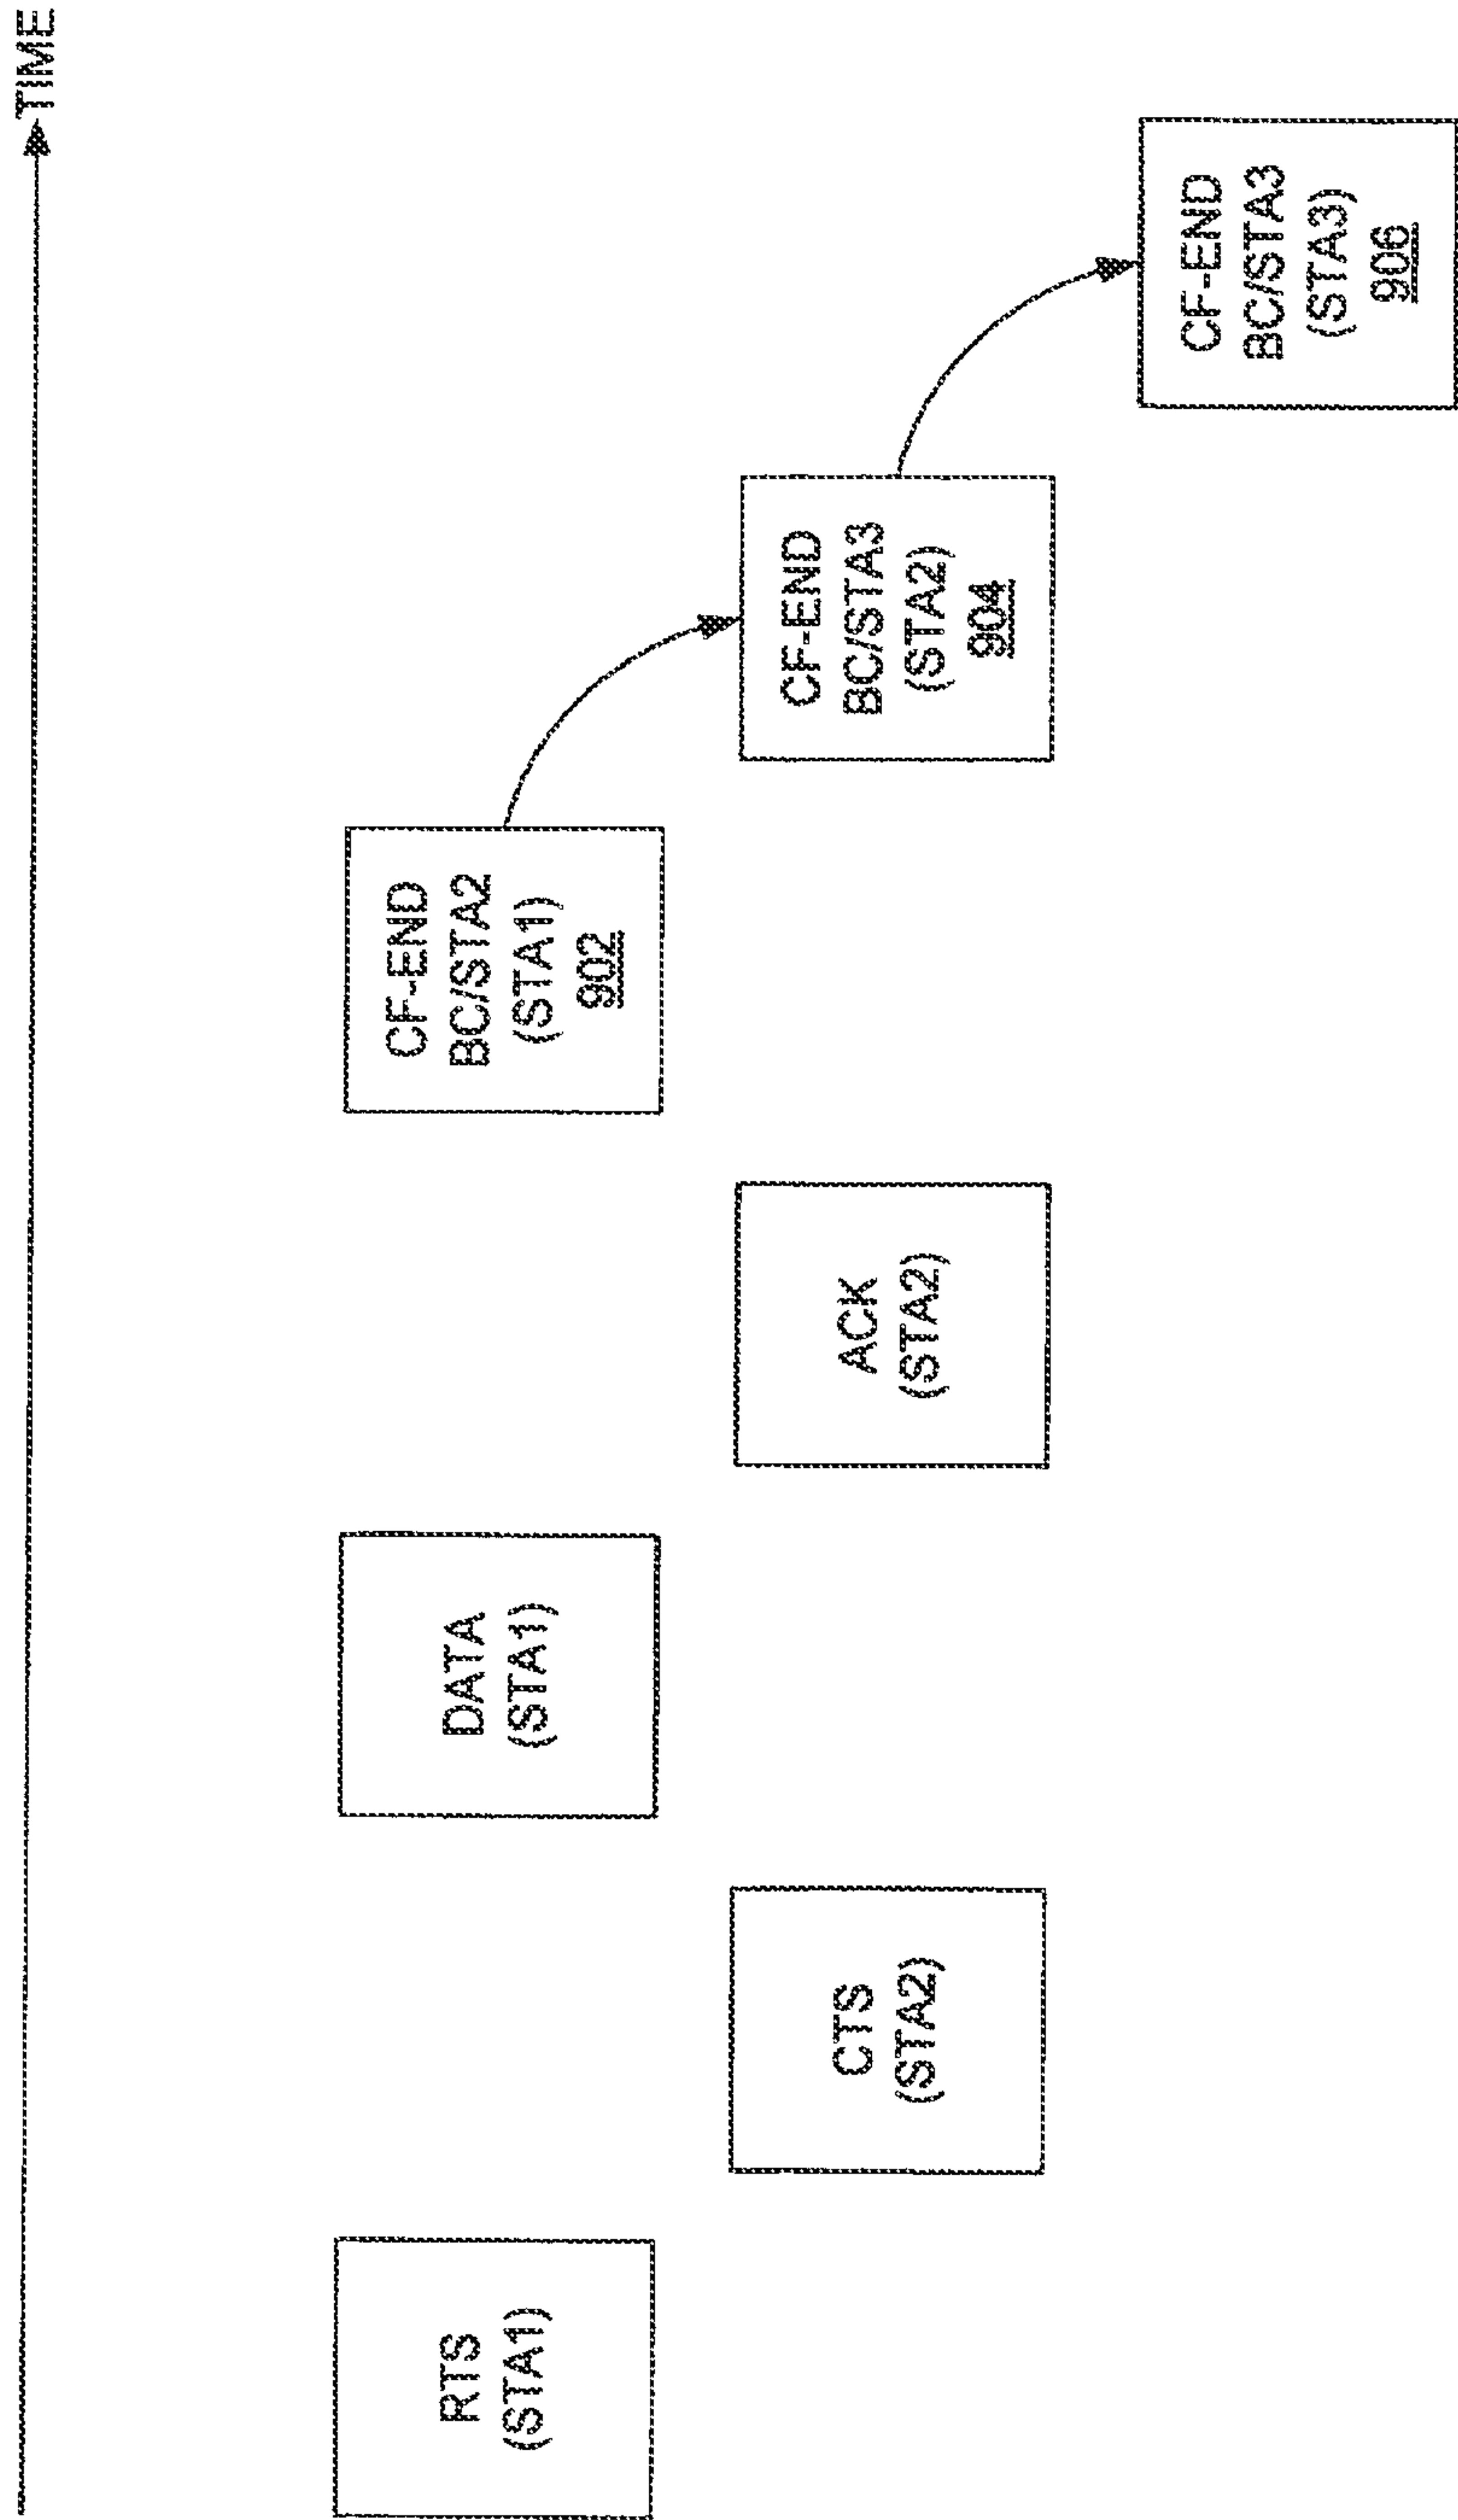 TIME
RTS
(STA1)
CTS
(STA2)
DATA
(STA1)
ACK
(STA2)
CF-END
BC/STA2
(STA1)
902
CF-END
BC/STA3
(STA2)
904
CF-END
BC/STA3
(STA3)
906